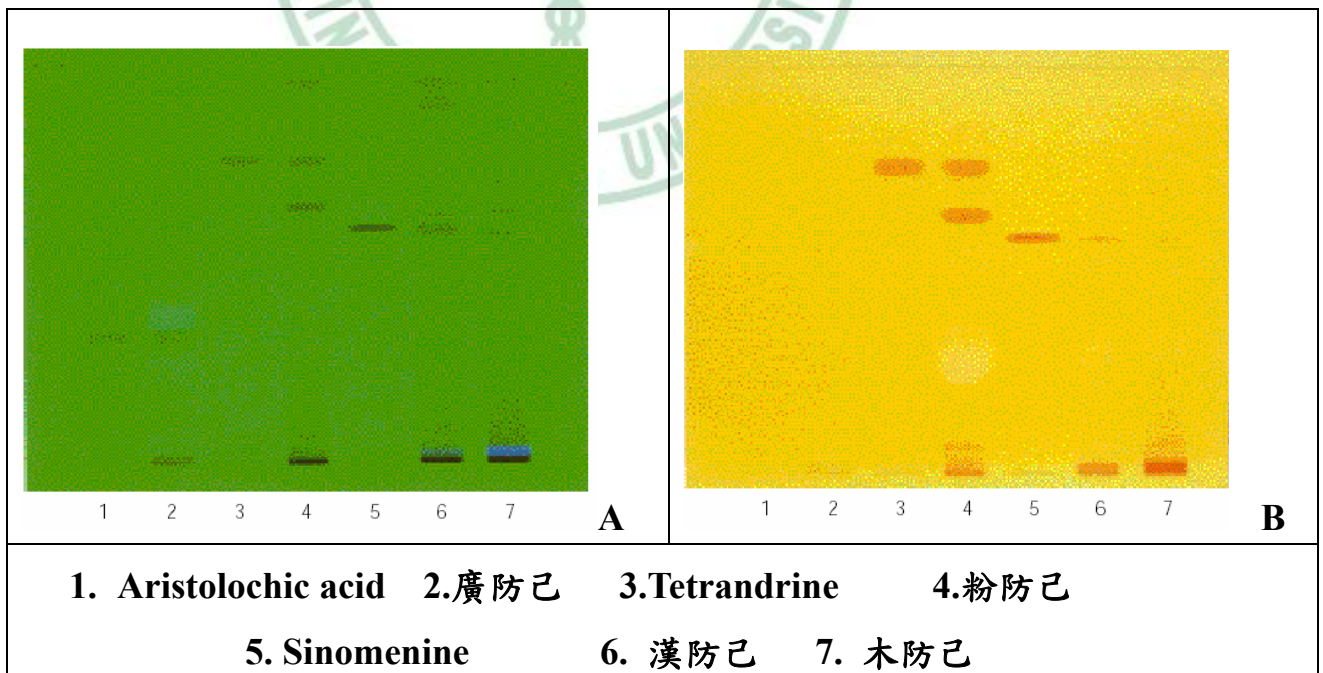 1 2 3 4 5 6 7 A
1 2 3 4 5 6 7 B
1. Aristolochic acid 2.廣防己 3.Tetrandrine 4.粉防己
5. Sinomenine 6. 漢防己 7. 木防己
UN